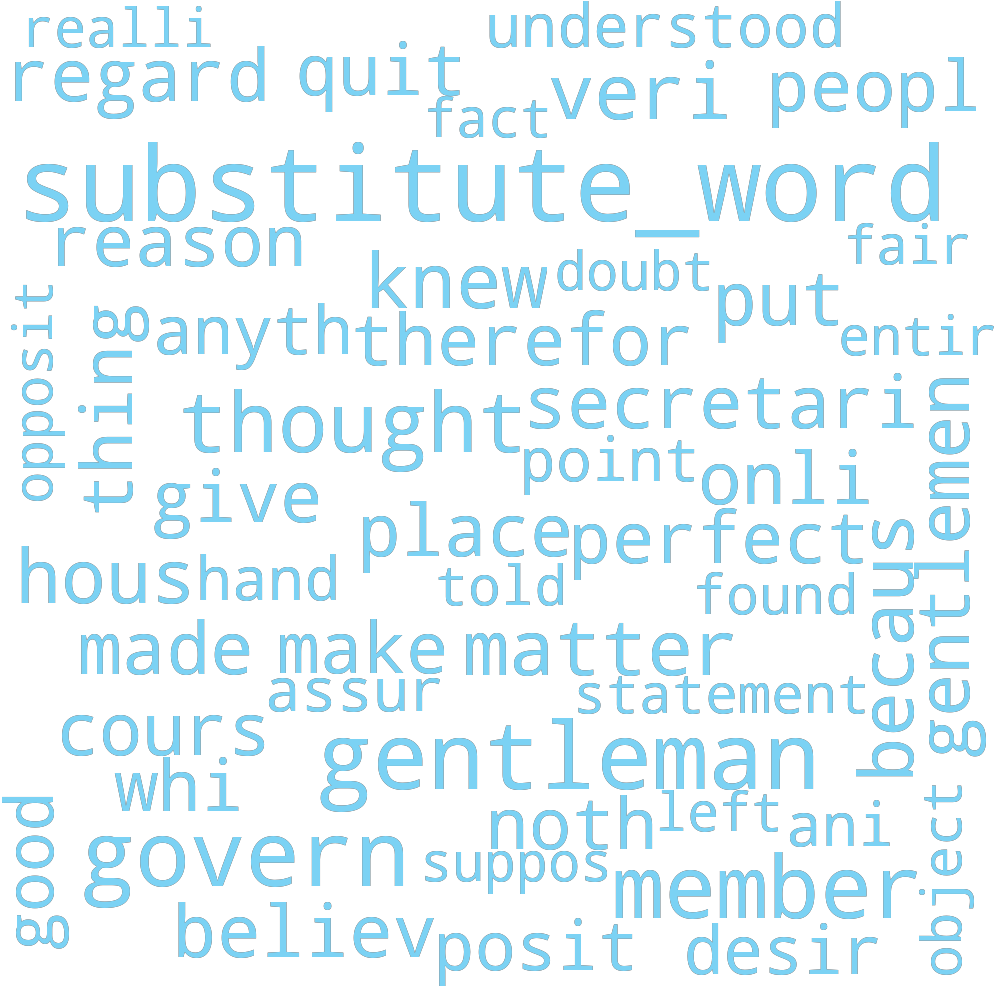 realli
understood
regard
quit
veri
peopl
fact
substitute_word
reason
fair
knew
doubt
put
opposit
thing
anyth
therefor
entir
thought
secretari
gentlemen
point
onli
give
place
perfect
becaus
hous
hand
told
found
made
make
matter
assur
statement
cours
gentleman
whi
good
noth
left
ani
object
govern
suppos
member
believ
posit
desir